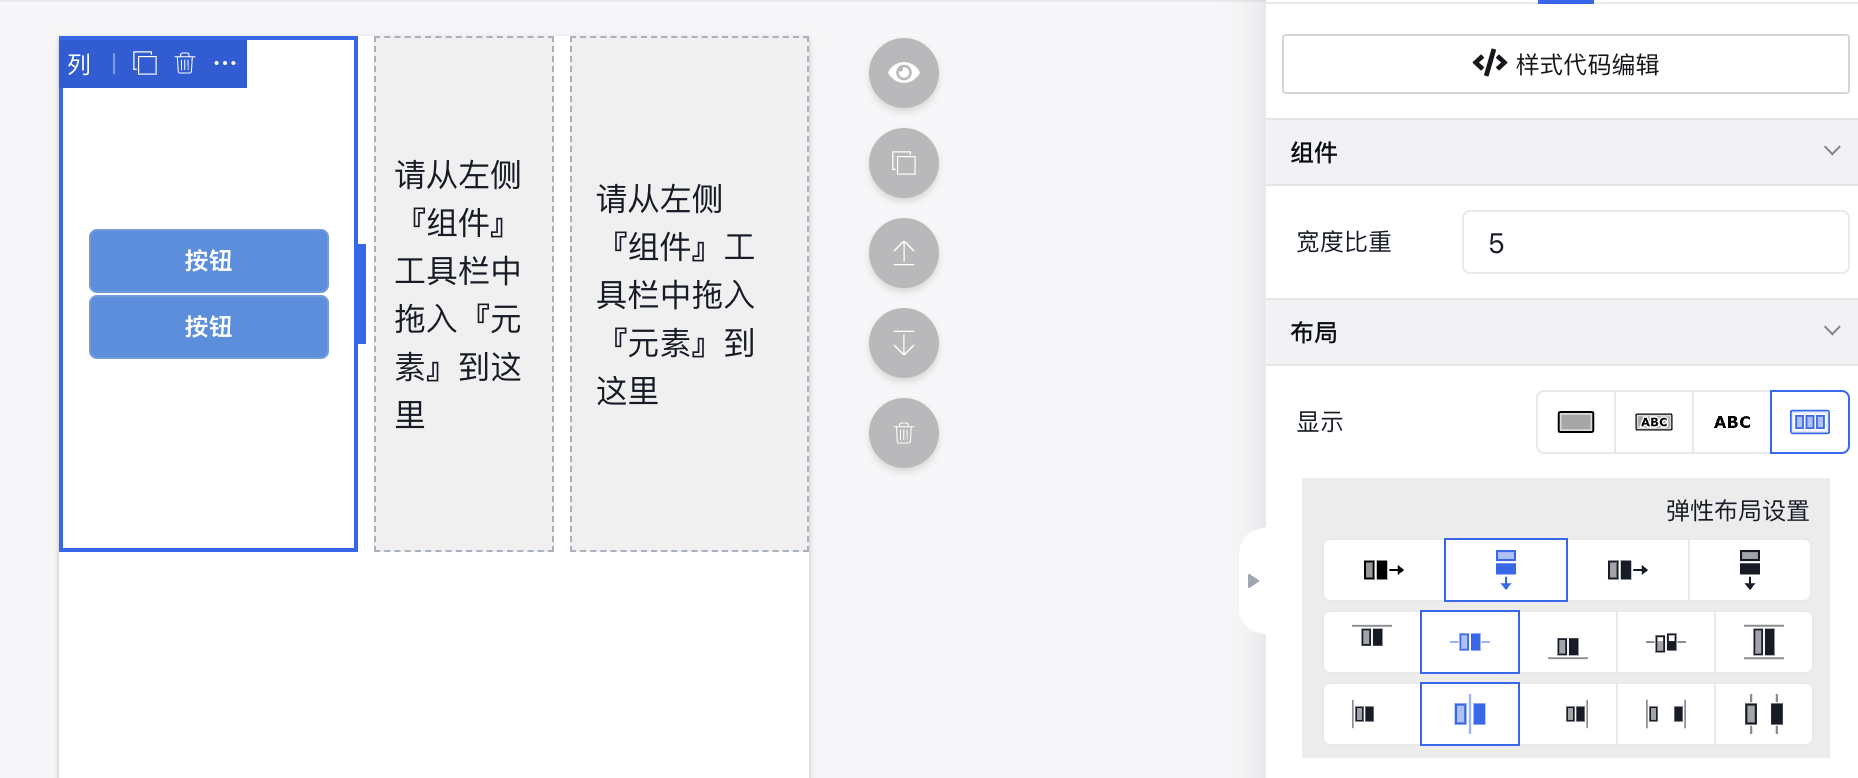 列
请从左侧
『组件』
工具栏中
拖入『元
素』到这
里
请从左侧
『组件』工
具栏中拖入
『元素』到
这里
按钮
按钮
样式代码编辑
组件
宽度比重
5
布局
显示
ABC
ABC
弹性布局设置